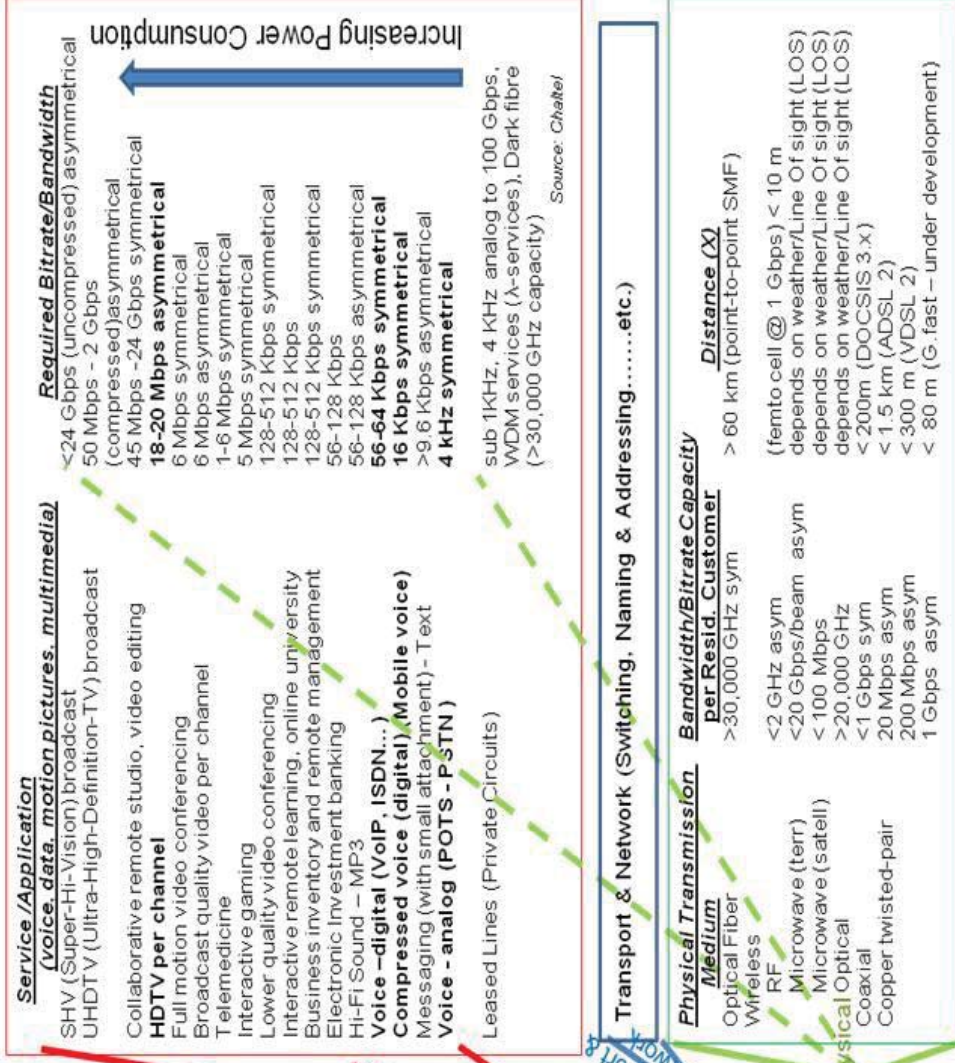 Service /Application
(voice, data, motion pictures, multimedia)
SHV (Super-Hi-Vision) broadcast
UHDTV (Ultra-High-Definition-TV) broadcast
Collaborative remote studio, video editing
HDTV per channel
Full motion video conferencing
Broadcast quality video per channel
Telemedicine
Interactive gaming
Lower quality video conferencing
Interactive remote learning, online university
Business inventory and remote management
Electronic Investment banking
Hi-Fi Sound – MP3
Voice –digital (VoIP, ISDN...)
Compressed voice (digital) (Mobile voice)
Messaging (with small attachment) - Text
Voice - analog (POTS - PSTN )
Leased Lines (Private Circuits)
Required Bitrate/Bandwidth
<24 Gbps (uncompressed) asymmetrical
50 Mbps - 2 Gbps
(compressed)asymmetrical
45 Mbps -24 Gbps symmetrical
18-20 Mbps asymmetrical
6 Mbps symmetrical
6 Mbps asymmetrical
1-6 Mbps symmetrical
5 Mbps symmetrical
128-512 Kbps symmetrical
128-512 Kbps
128-512 Kbps symmetrical
56-128 Kbps
56-128 Kbps asymmetrical
56-64 Kbps symmetrical
16 Kbps symmetrical
>9.6 Kbps asymmetrical
4 kHz symmetrical
sub 1KHz, 4 KHz analog to 100 Gbps,
WDM services (λ-services), Dark fibre
(>30,000 GHz capacity)
Source: Chaltel
Increasing Power Consumption
Transport & Network (Switching, Naming & Addressing.......etc.)
Physical Transmission
Medium
Optical Fiber
Wireless
RF
Microwave (terr)
Microwave (satell)
Optical
Coaxial
Copper twisted-pair
Bandwidth/Bitrate Capacity
per Resid. Customer
>30,000 GHz sym
<2 GHz asym
<20 Gbps/beam asym
< 100 Mbps
>20,000 GHz
<1 Gbps sym
20 Mbps asym
200 Mbps asym
1 Gbps asym
Distance (X)
> 60 km (point-to-point SMF)
(femto cell @ 1 Gbps) < 10 m
depends on weather/Line Of sight (LOS)
depends on weather/Line Of sight (LOS)
depends on weather/Line Of sight (LOS)
< 200m (DOCSIS 3.x)
< 1.5 km (ADSL 2)
< 300 m (VDSL 2)
< 80 m (G.fast – under development)